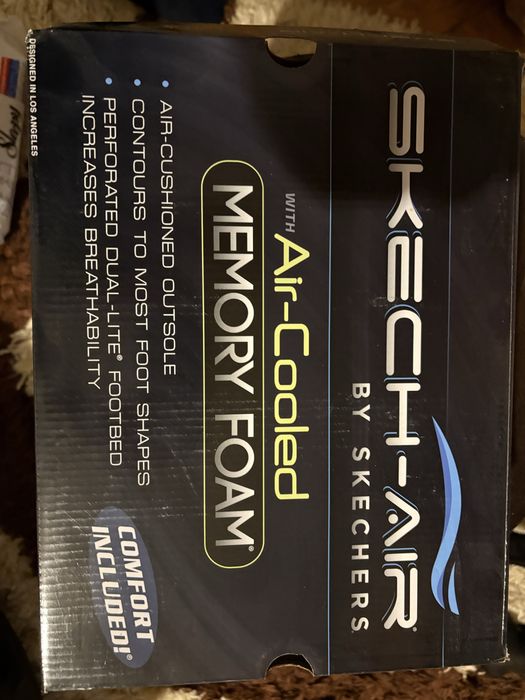 SKECH-AIR®
BY SKECHERS
WITH Air-Cooled
MEMORY FOAM®
• AIR-CUSHIONED OUTSOLE
• CONTOURS TO MOST FOOT SHAPES
• PERFORATED DUAL-LITE® FOOTBED
INCREASES BREATHABILITY
COMFORT
INCLUDED!®
DESIGNED IN LOS ANGELES